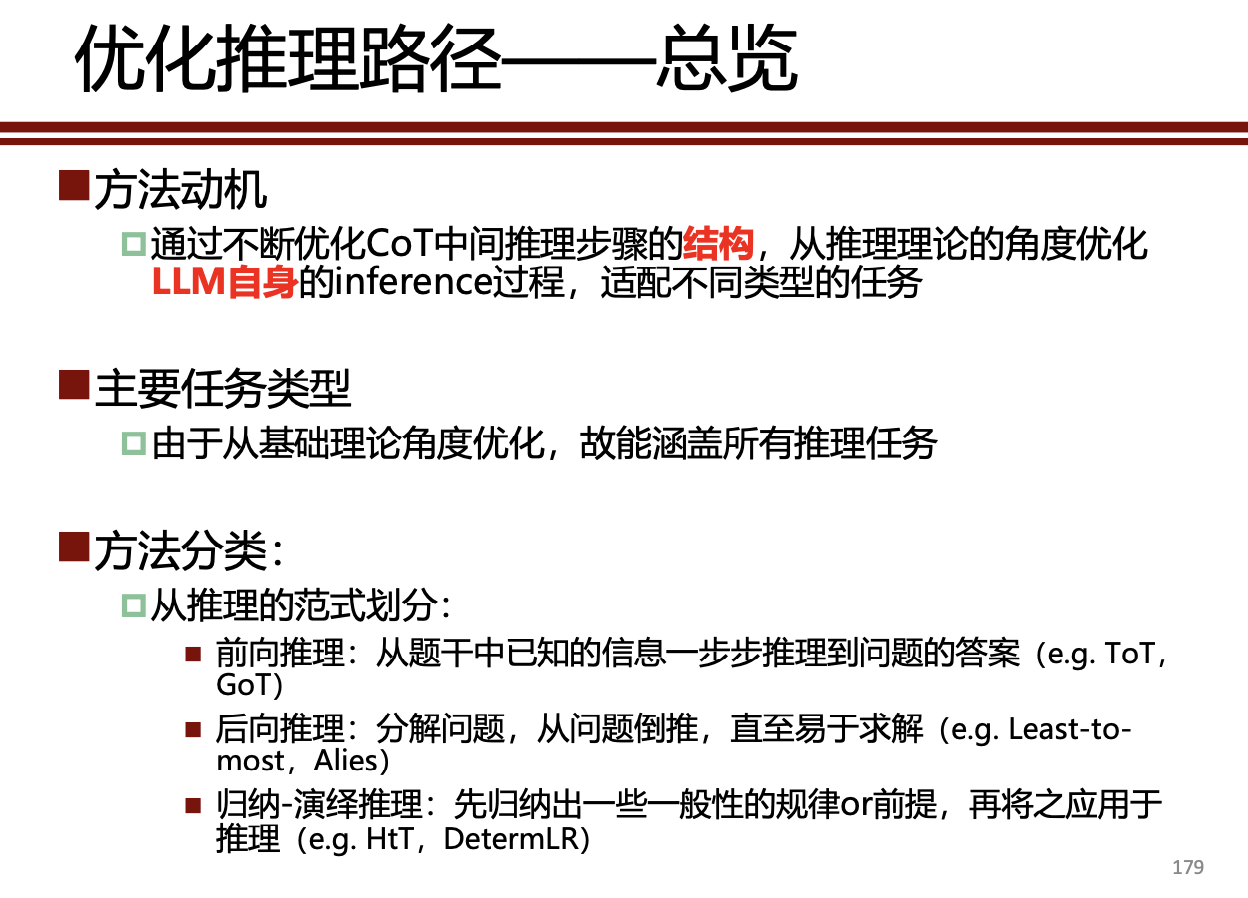 优化推理路径——总览
方法动机
通过不断优化CoT中间推理步骤的结构，从推理理论的角度优化
LLM自身的inference过程，适配不同类型的任务
主要任务类型
由于从基础理论角度优化，故能涵盖所有推理任务
方法分类：
从推理的范式划分：
前向推理：从题干中已知的信息一步步推理到问题的答案（e.g. ToT，
GoT）
后向推理：分解问题，从问题倒推，直至易于求解（e.g. Least-to-
most，Alies）
归纳-演绎推理：先归纳出一些一般性的规律or前提，再将之应用于
推理（e.g. HtT，DetermLR）
179